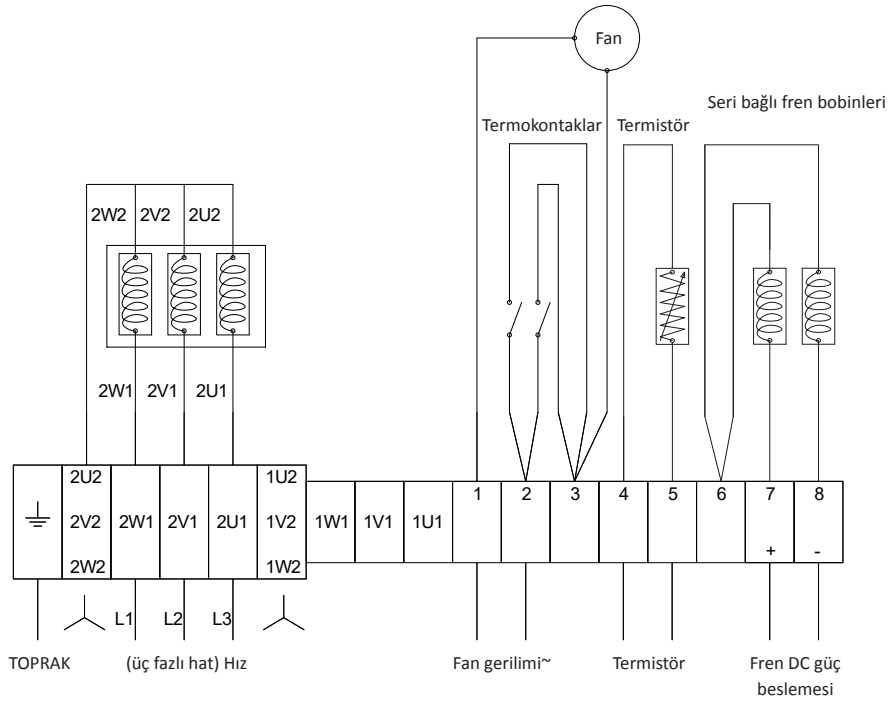 Fan
Seri bağlı fren bobinleri
Termokontaklar Termistör
2W2 2V2 2U2
2W1 2V1 2U1
2U2 1U2 1 2 3 4 5 6 7 8
2V2 2W1 2V1 2U1 1V2 1W1 1V1 1U1
2W2 1W2 + -
L1 L2 L3
TOPRAK (üç fazlı hat) Hız Fan gerilimi~ Termistör Fren DC güç
beslemesi